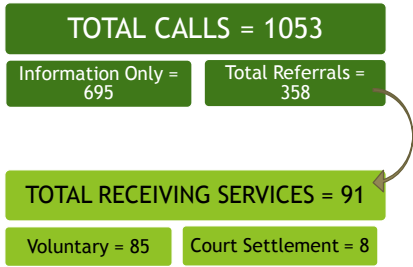 TOTAL CALLS = 1053
Information Only =
695
Total Referrals =
358
TOTAL RECEIVING SERVICES = 91
Voluntary = 85
Court Settlement = 8